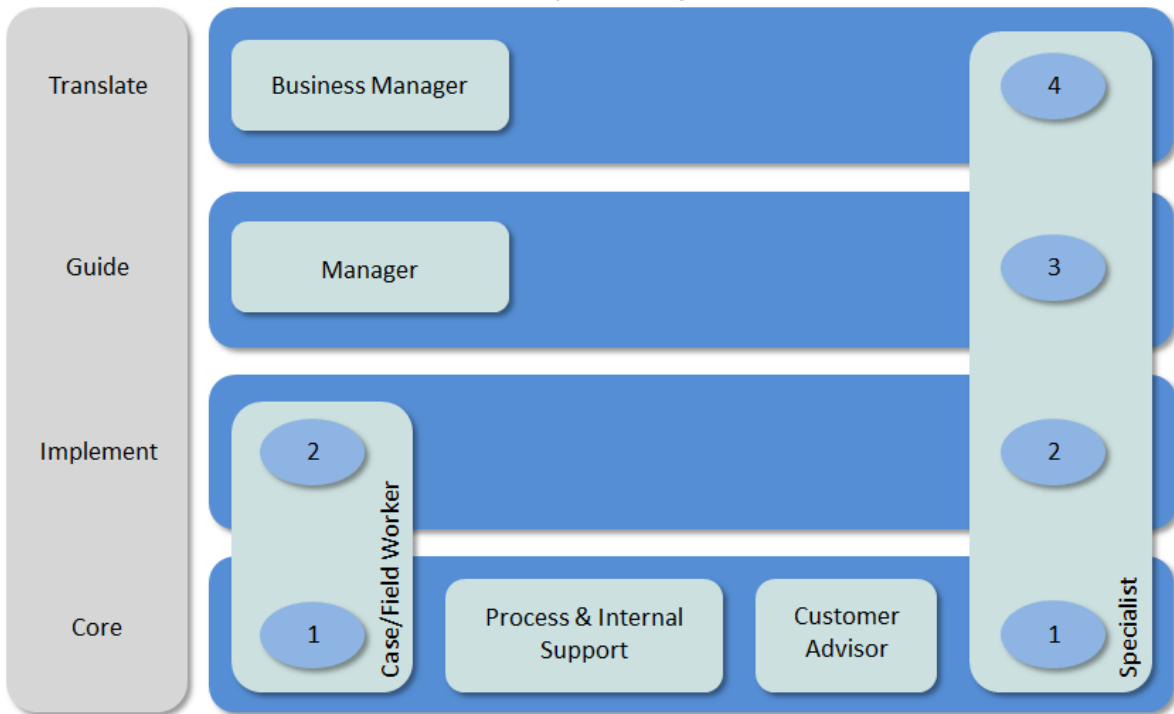 Translate
Business Manager
4
Guide
Manager
3
Implement
2
2
Case/Field Worker
Core
1
Process & Internal
Support
Customer
Advisor
1
Specialist